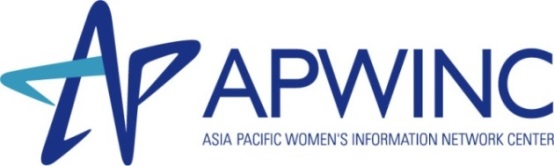 APWINC
ASIA PACIFIC WOMEN'S INFORMATION NETWORK CENTER